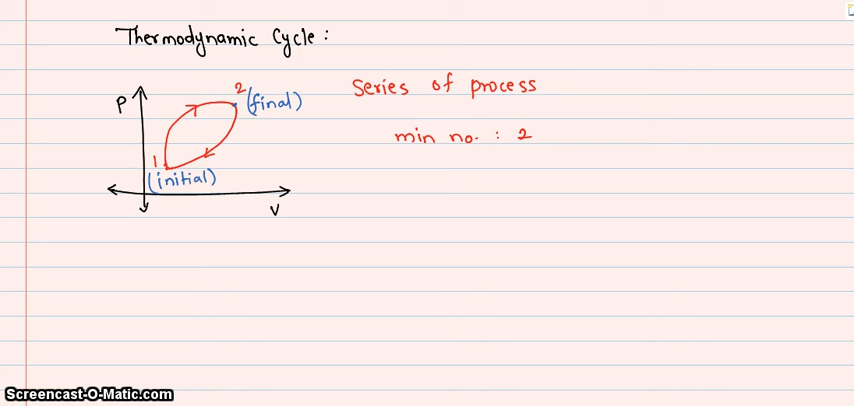 Thermodynamic Cycle :
P
2
(final)
1
(initial)
V
Series of process
min no. : 2
Screencast-O-Matic.com